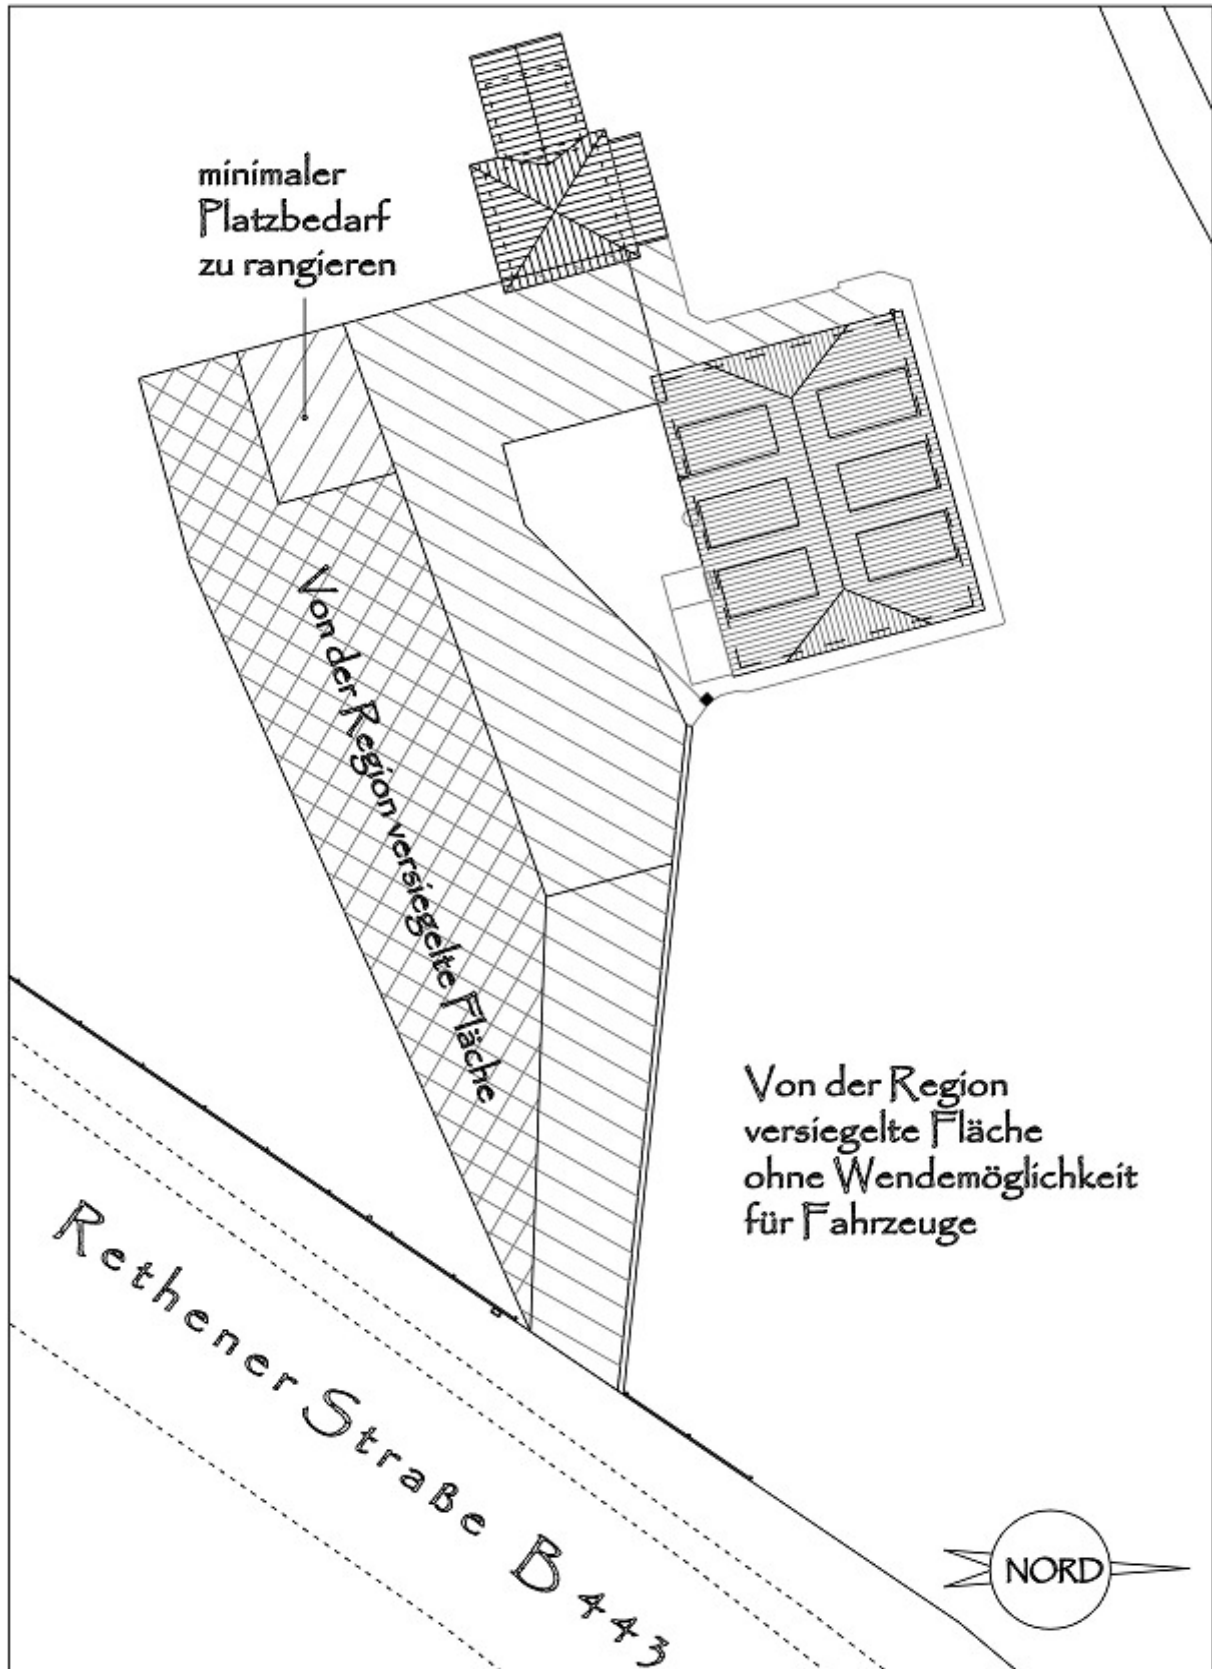 minimaler
Platzbedarf
zu rangieren
Von der Region versiegelte Fläche
Von der Region
versiegelte Fläche
ohne Wendemöglichkeit
für Fahrzeuge
Rethener Straße B 443
NORD